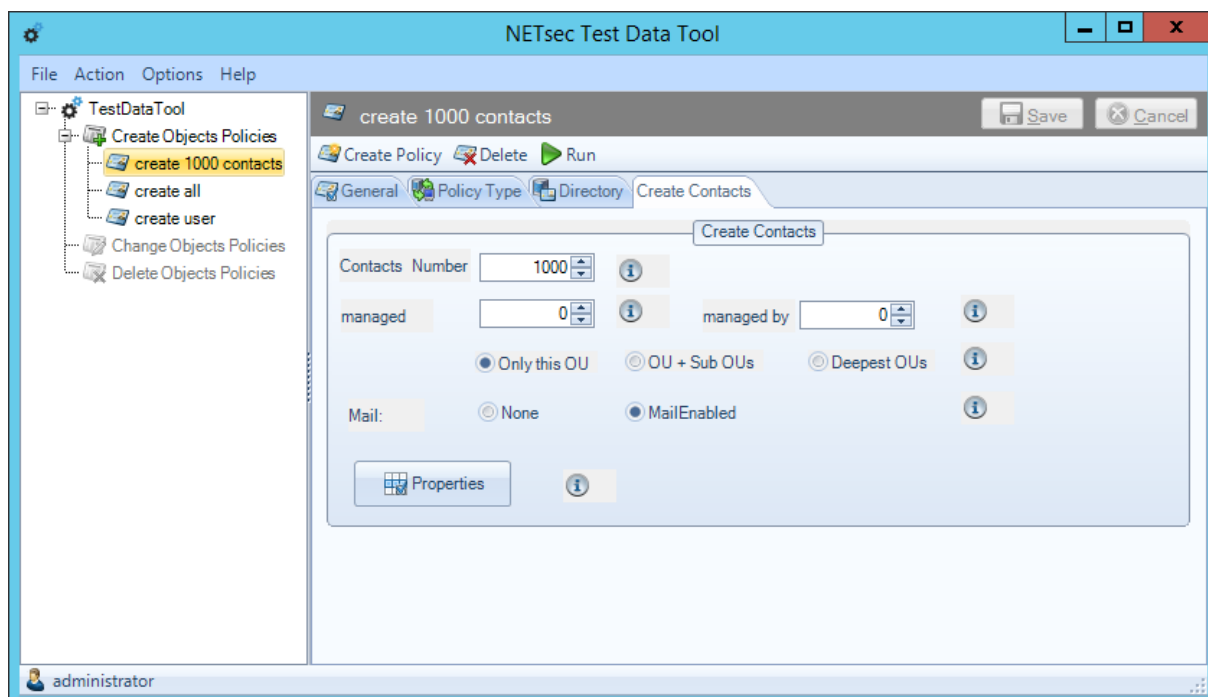 NETsec Test Data Tool
File Action Options Help
TestDataTool
Create Objects Policies
create 1000 contacts
create all
create user
Change Objects Policies
Delete Objects Policies
create 1000 contacts
Save Cancel
Create Policy Delete Run
General Policy Type Directory Create Contacts
Create Contacts
Contacts Number 1000
managed 0 managed by 0
Only this OU OU + Sub OUs Deepest OUs
Mail: None MailEnabled
Properties
administrator